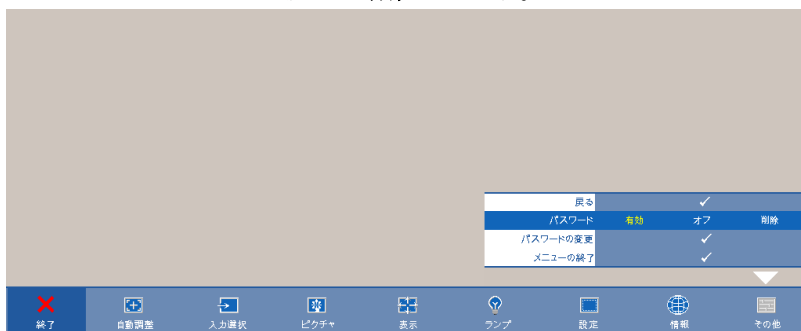 戻る ✓
パスワード 有効 オフ 削除
パスワードの変更 ✓
メニューの終了 ✓
終了 自動調整 入力選択 ピクチャ 表示 ランプ 設定 情報 その他